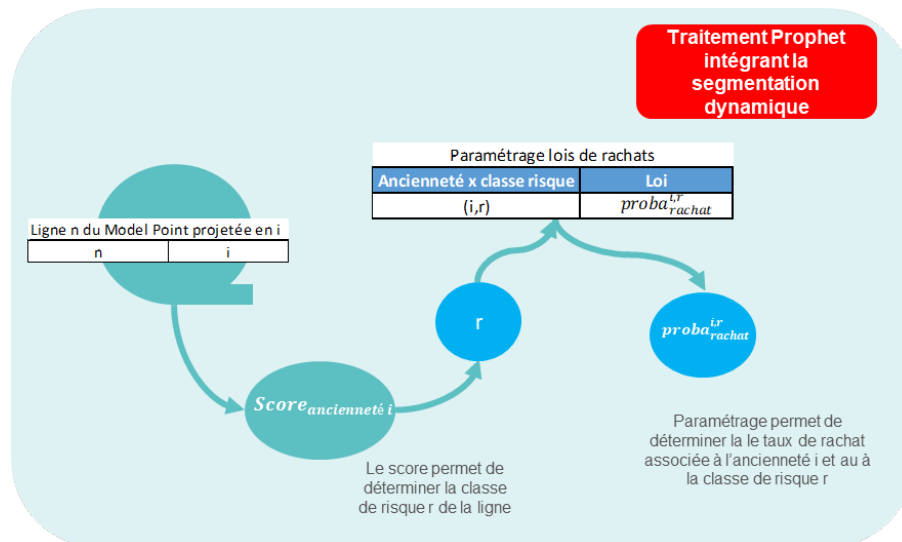 Traitement Prophet
intégrant la
segmentation
dynamique
Paramétrage lois de rachats
Ancienneté x classe risque Loi
(i,r) proba^{i,r}_{rachat}
Ligne n du Model Point projetée en i
n i
r
proba^{i,r}_{rachat}
Score_{ancienneté i}
Le score permet de
déterminer la classe
de risque r de la ligne
Paramétrage permet de
déterminer la le taux de rachat
associée à l'ancienneté i et au à
la classe de risque r